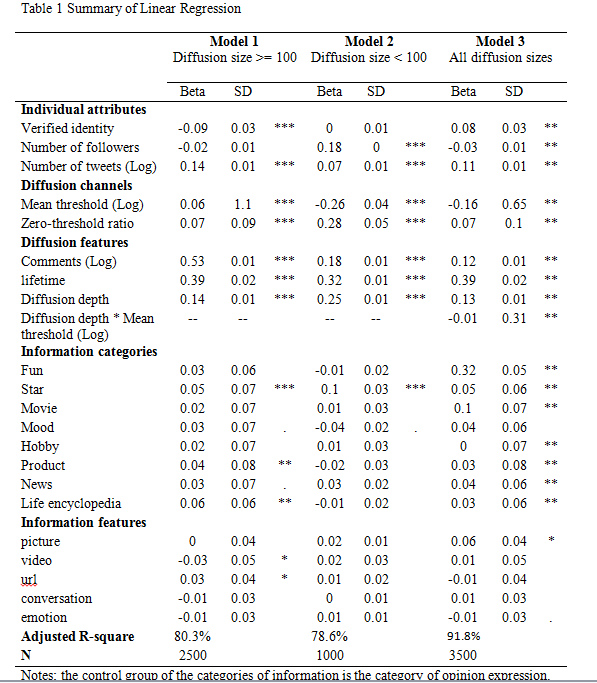 Table 1 Summary of Linear Regression
Model 1 Model 2 Model 3
Diffusion size >= 100 Diffusion size < 100 All diffusion sizes
Beta SD Beta SD Beta SD
Individual attributes
Verified identity -0.09 0.03 *** 0 0.01 0.08 0.03 **
Number of followers -0.02 0.01 0.18 0 *** -0.03 0.01 **
Number of tweets (Log) 0.14 0.01 *** 0.07 0.01 *** 0.11 0.01 **
Diffusion channels
Mean threshold (Log) 0.06 1.1 *** -0.26 0.04 *** -0.16 0.65 **
Zero-threshold ratio 0.07 0.09 *** 0.28 0.05 *** 0.07 0.1 **
Diffusion features
Comments (Log) 0.53 0.01 *** 0.18 0.01 *** 0.12 0.01 **
lifetime 0.39 0.02 *** 0.32 0.01 *** 0.39 0.02 **
Diffusion depth 0.14 0.01 *** 0.25 0.01 *** 0.13 0.01 **
Diffusion depth * Mean -- -- -- -- -0.01 0.31 **
threshold (Log)
Information categories
Fun 0.03 0.06 -0.01 0.02 0.32 0.05 **
Star 0.05 0.07 *** 0.1 0.03 *** 0.05 0.06 **
Movie 0.02 0.07 0.01 0.03 0.1 0.07 **
Mood 0.03 0.07 . -0.04 0.02 . 0.04 0.06
Hobby 0.02 0.07 0.01 0.03 0 0.07 **
Product 0.04 0.08 ** -0.02 0.03 0.03 0.08 **
News 0.03 0.07 . 0.03 0.02 0.04 0.06 **
Life encyclopedia 0.06 0.06 ** -0.01 0.02 0.03 0.06 **
Information features
picture 0 0.04 0.02 0.01 0.06 0.04 *
video -0.03 0.05 * 0.02 0.03 0.01 0.05
url 0.03 0.04 * 0.01 0.02 -0.01 0.04
conversation -0.01 0.03 0 0.01 0.01 0.03
emotion -0.01 0.03 0.01 0.01 -0.01 0.03 .
Adjusted R-square 80.3% 78.6% 91.8%
N 2500 1000 3500
Notes: the control group of the categories of information is the category of opinion expression.